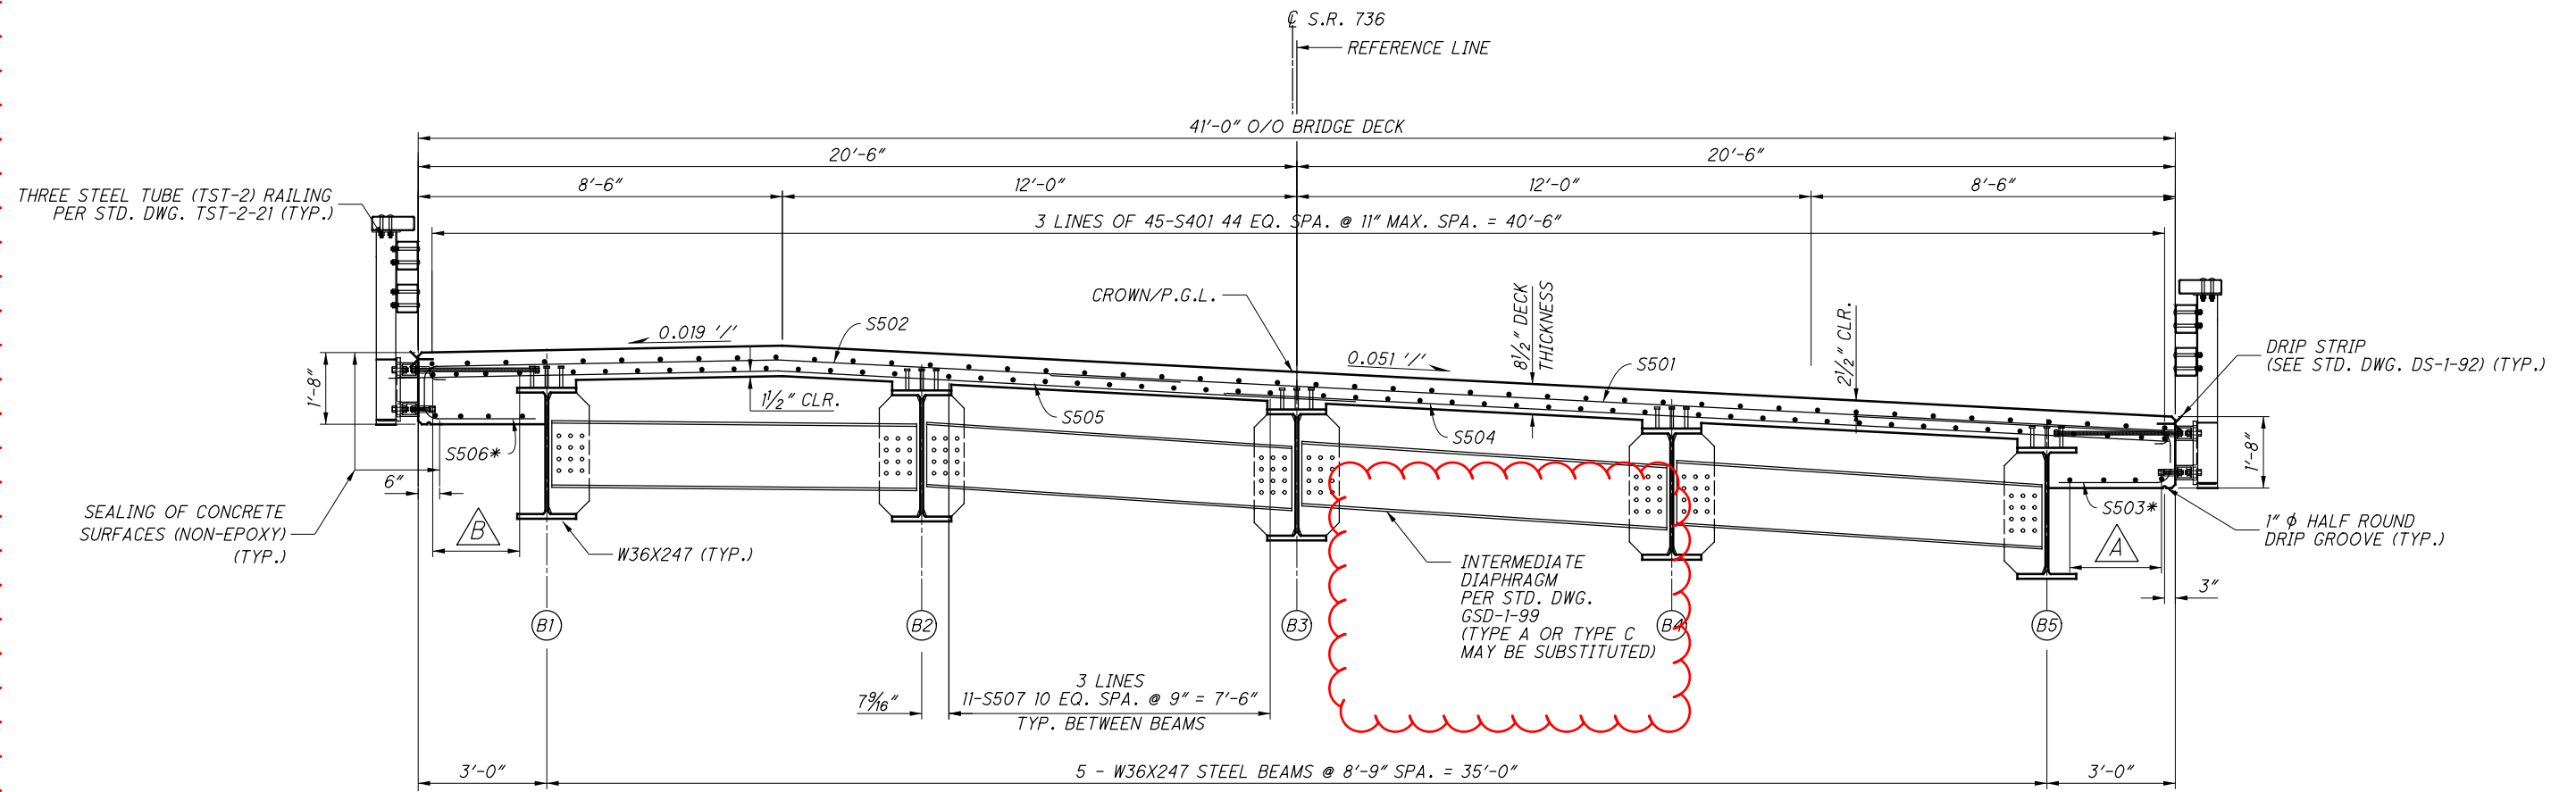 ℄ S.R. 736
REFERENCE LINE
41'-0" O/O BRIDGE DECK
20'-6"
20'-6"
8'-6"
12'-0"
12'-0"
8'-6"
THREE STEEL TUBE (TST-2) RAILING
PER STD. DWG. TST-2-21 (TYP.)
3 LINES OF 45-S401 44 EQ. SPA. @ 11" MAX. SPA. = 40'-6"
CROWN/P.G.L.
8½" DECK
THICKNESS
2½" CLR.
0.019 '/'
S502
0.051 '/'
S501
DRIP STRIP
(SEE STD. DWG. DS-1-92) (TYP.)
1'-8"
1½" CLR.
S505
S504
S506*
1'-8"
6"
S503*
SEALING OF CONCRETE
SURFACES (NON-EPOXY)
(TYP.)
B
W36X247 (TYP.)
A
1" ϕ HALF ROUND
DRIP GROOVE (TYP.)
INTERMEDIATE
DIAPHRAGM
PER STD. DWG.
GSD-1-99
(TYPE A OR TYPE C
MAY BE SUBSTITUTED)
3"
B1
B2
B3
B4
B5
7 9/16"
3 LINES
11-S507 10 EQ. SPA. @ 9" = 7'-6"
TYP. BETWEEN BEAMS
3'-0"
5 - W36X247 STEEL BEAMS @ 8'-9" SPA. = 35'-0"
3'-0"